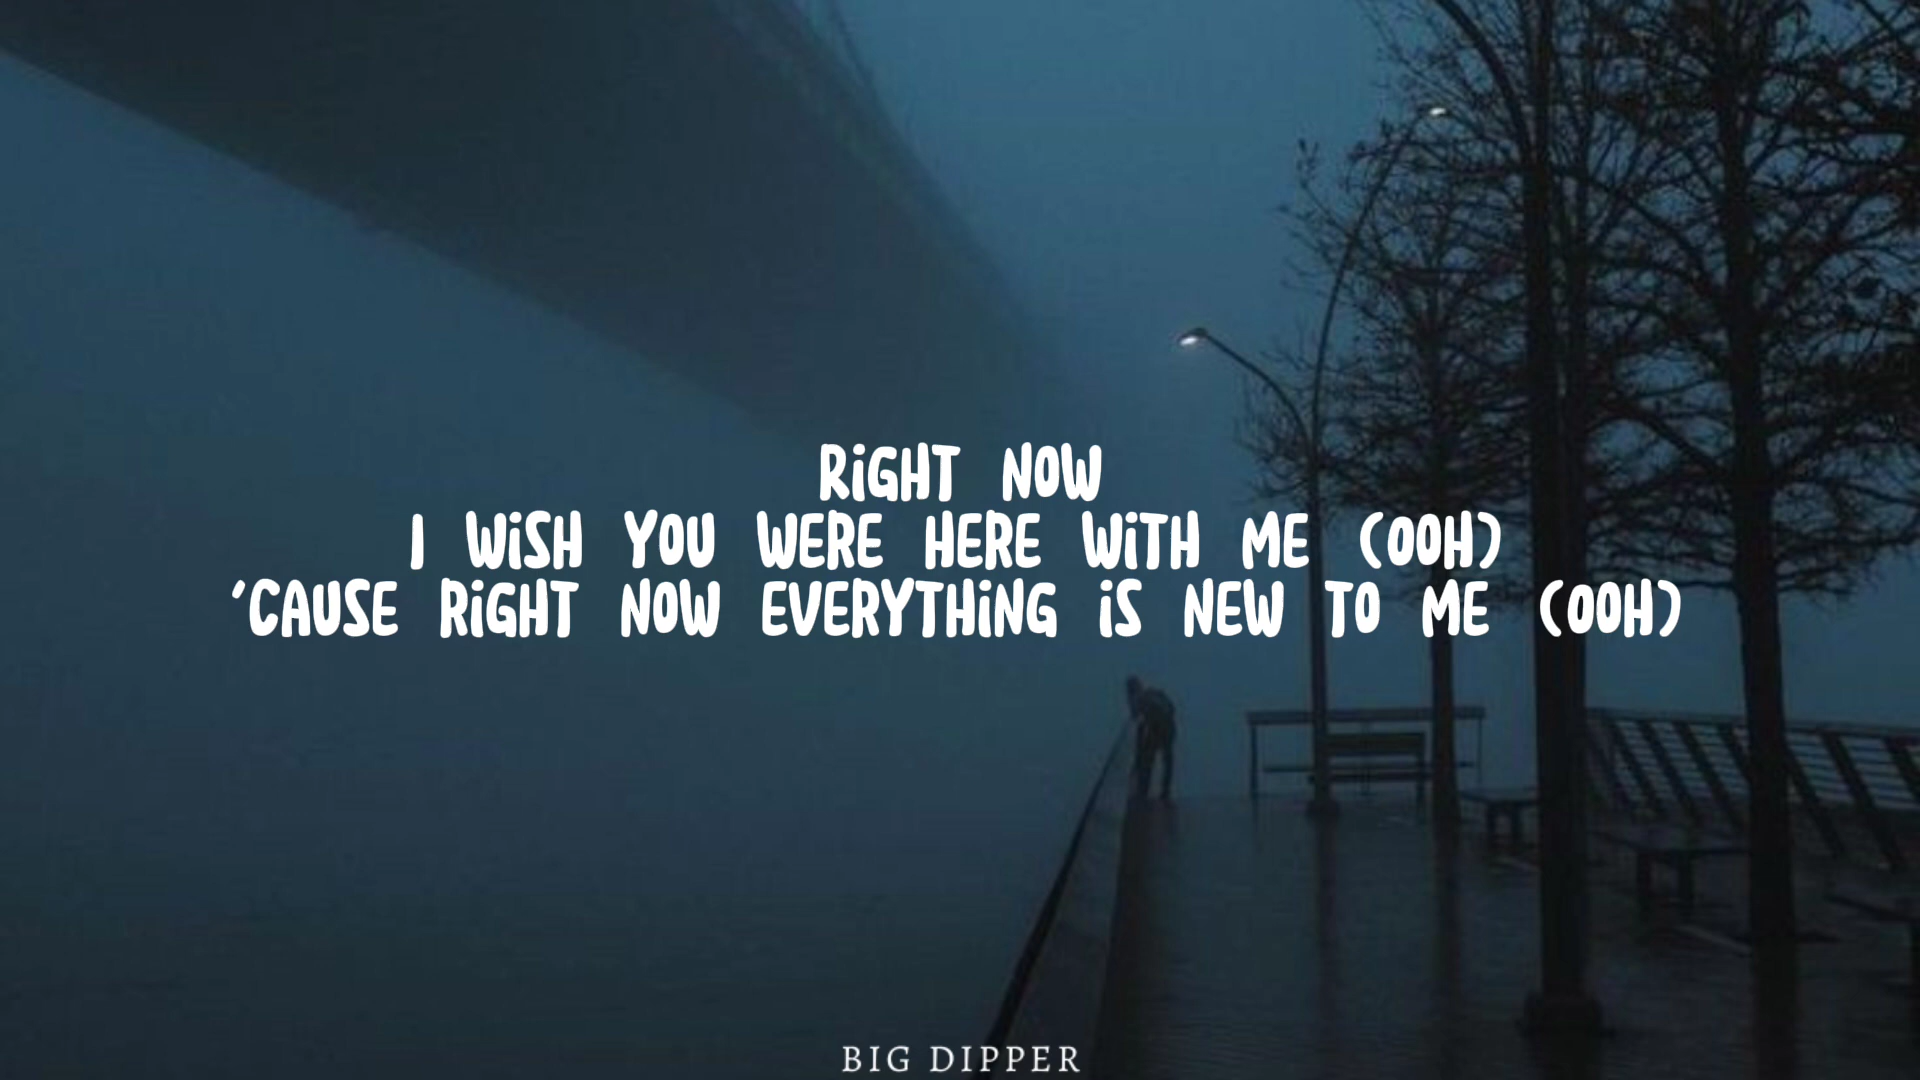 RiGHT NOW
I WiSH YOU WERE HERE WiTH ME (OOH)
'CAUSE RiGHT NOW EVERYTHiNG iS NEW TO ME (OOH)
BIG DIPPER